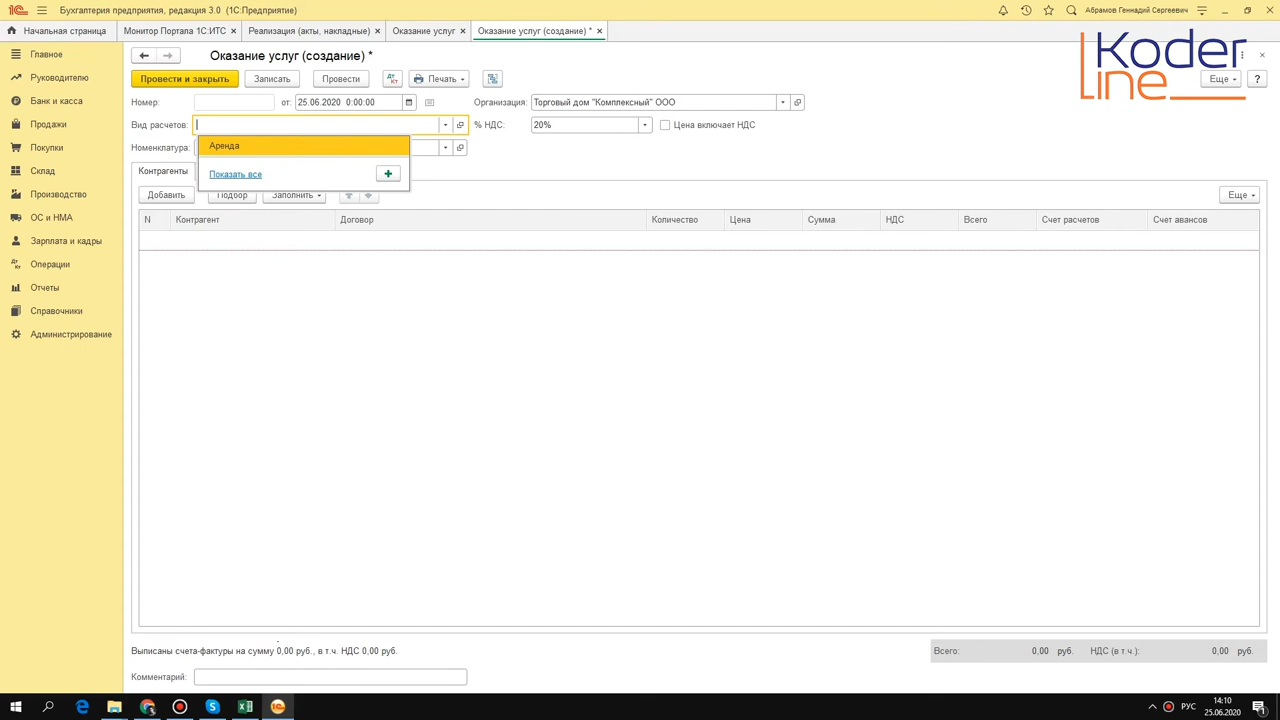 1С Бухгалтерия предприятия, редакция 3.0 (1С:Предприятие) Абрамов Геннадий Сергеевич
Начальная страница Монитор Портала 1С:ИТС × Реализация (акты, накладные) × Оказание услуг × Оказание услуг (создание) * ×
Koder
line
Главное
Руководителю
Банк и касса
Продажи
Покупки
Склад
Производство
ОС и НМА
Зарплата и кадры
Операции
Отчеты
Справочники
Администрирование
Оказание услуг (создание) *
Провести и закрыть Записать Провести Дт Кт Печать Еще ?
Номер: от: 25.06.2020 0:00:00 Организация: Торговый дом "Комплексный" ООО
Вид расчетов: % НДС: 20% Цена включает НДС
Номенклатура:
Аренда
Показать все
Контрагенты
Добавить Подбор Заполнить Еще
N Контрагент Договор Количество Цена Сумма НДС Всего Счет расчетов Счет авансов
Выписаны счета-фактуры на сумму 0,00 руб., в т.ч. НДС 0,00 руб. Всего: 0,00 руб. НДС (в т.ч.): 0,00 руб.
Комментарий:
РУС
14:10
25.06.2020
1